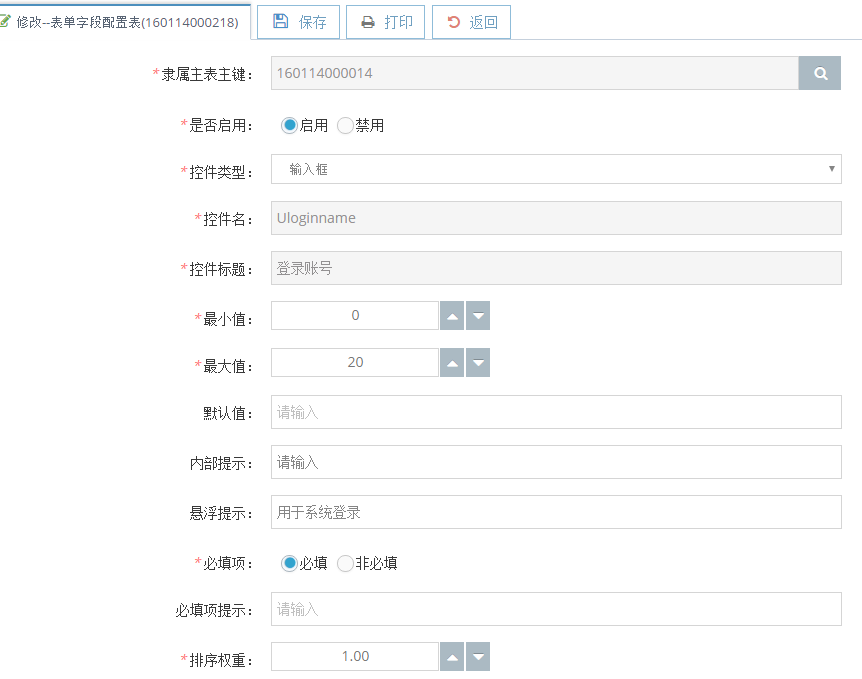 修改--表单字段配置表(160114000218) 保存 打印 返回
*隶属主表主键： 160114000014
*是否启用： 启用 禁用
*控件类型： 输入框
*控件名： Uloginname
*控件标题： 登录账号
*最小值： 0
*最大值： 20
默认值： 请输入
内部提示： 请输入
悬浮提示： 用于系统登录
*必填项： 必填 非必填
必填项提示： 请输入
*排序权重： 1.00